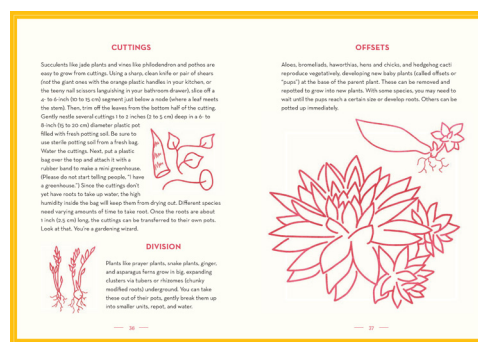 CUTTINGS
Succulents like jade plants and vines like philodendron and pothos are
easy to grow from cuttings. Using a sharp, clean knife or pair of shears
(not the giant ones with the orange plastic handles in your kitchen, or
the teeny nail scissors languishing in your bathroom drawer), slice off a
4- to 6-inch (10 to 15 cm) segment just below a node (where a leaf meets
the stem). Then, trim off the leaves from the bottom half of the cutting.
Gently nestle several cuttings 1 to 2 inches (2 to 5 cm) deep in a 6- to
8-inch (15 to 20 cm) diameter plastic pot
filled with fresh potting soil. Be sure to
use sterile potting soil from a fresh bag.
Water the cuttings. Next, put a plastic
bag over the top and attach it with a
rubber band to make a mini greenhouse.
(Please do not start telling people, "I have
a greenhouse.") Since the cuttings don't
yet have roots to take up water, the high
humidity inside the bag will keep them from drying out. Different species
need varying amounts of time to take root. Once the roots are about
1 inch (2.5 cm) long, the cuttings can be transferred to their own pots.
Look at that. You're a gardening wizard.
DIVISION
Plants like prayer plants, snake plants, ginger,
and asparagus ferns grow in big, expanding
clusters via tubers or rhizomes (chunky
modified roots) underground. You can take
these out of their pots, gently break them up
into smaller units, repot, and water.
36
OFFSETS
Aloes, bromeliads, haworthias, hens and chicks, and hedgehog cacti
reproduce vegetatively, developing new baby plants (called offsets or
"pups") at the base of the parent plant. These can be removed and
repotted to grow into new plants. With some species, you may need to
wait until the pups reach a certain size or develop roots. Others can be
potted up immediately.
37